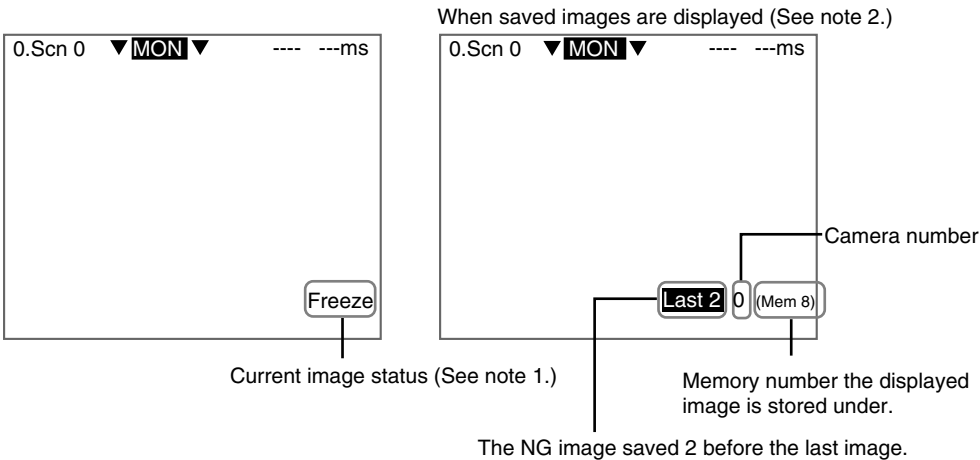 When saved images are displayed (See note 2.)
0.Scn 0 ▼ MON ▼ ---- ---ms
Freeze
Current image status (See note 1.)
0.Scn 0 ▼ MON ▼ ---- ---ms
Camera number
Last 2 0 (Mem 8)
Memory number the displayed
image is stored under.
The NG image saved 2 before the last image.